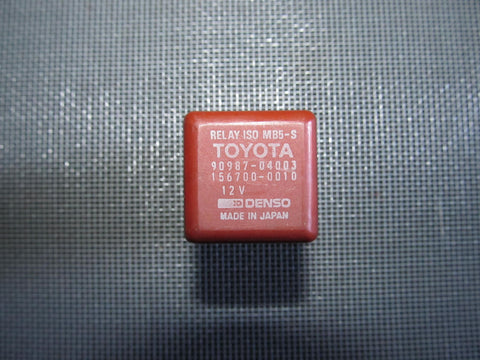 RELAY ISO MB5-S
TOYOTA
90987-04003
156700-0010
12V
DENSO
MADE IN JAPAN